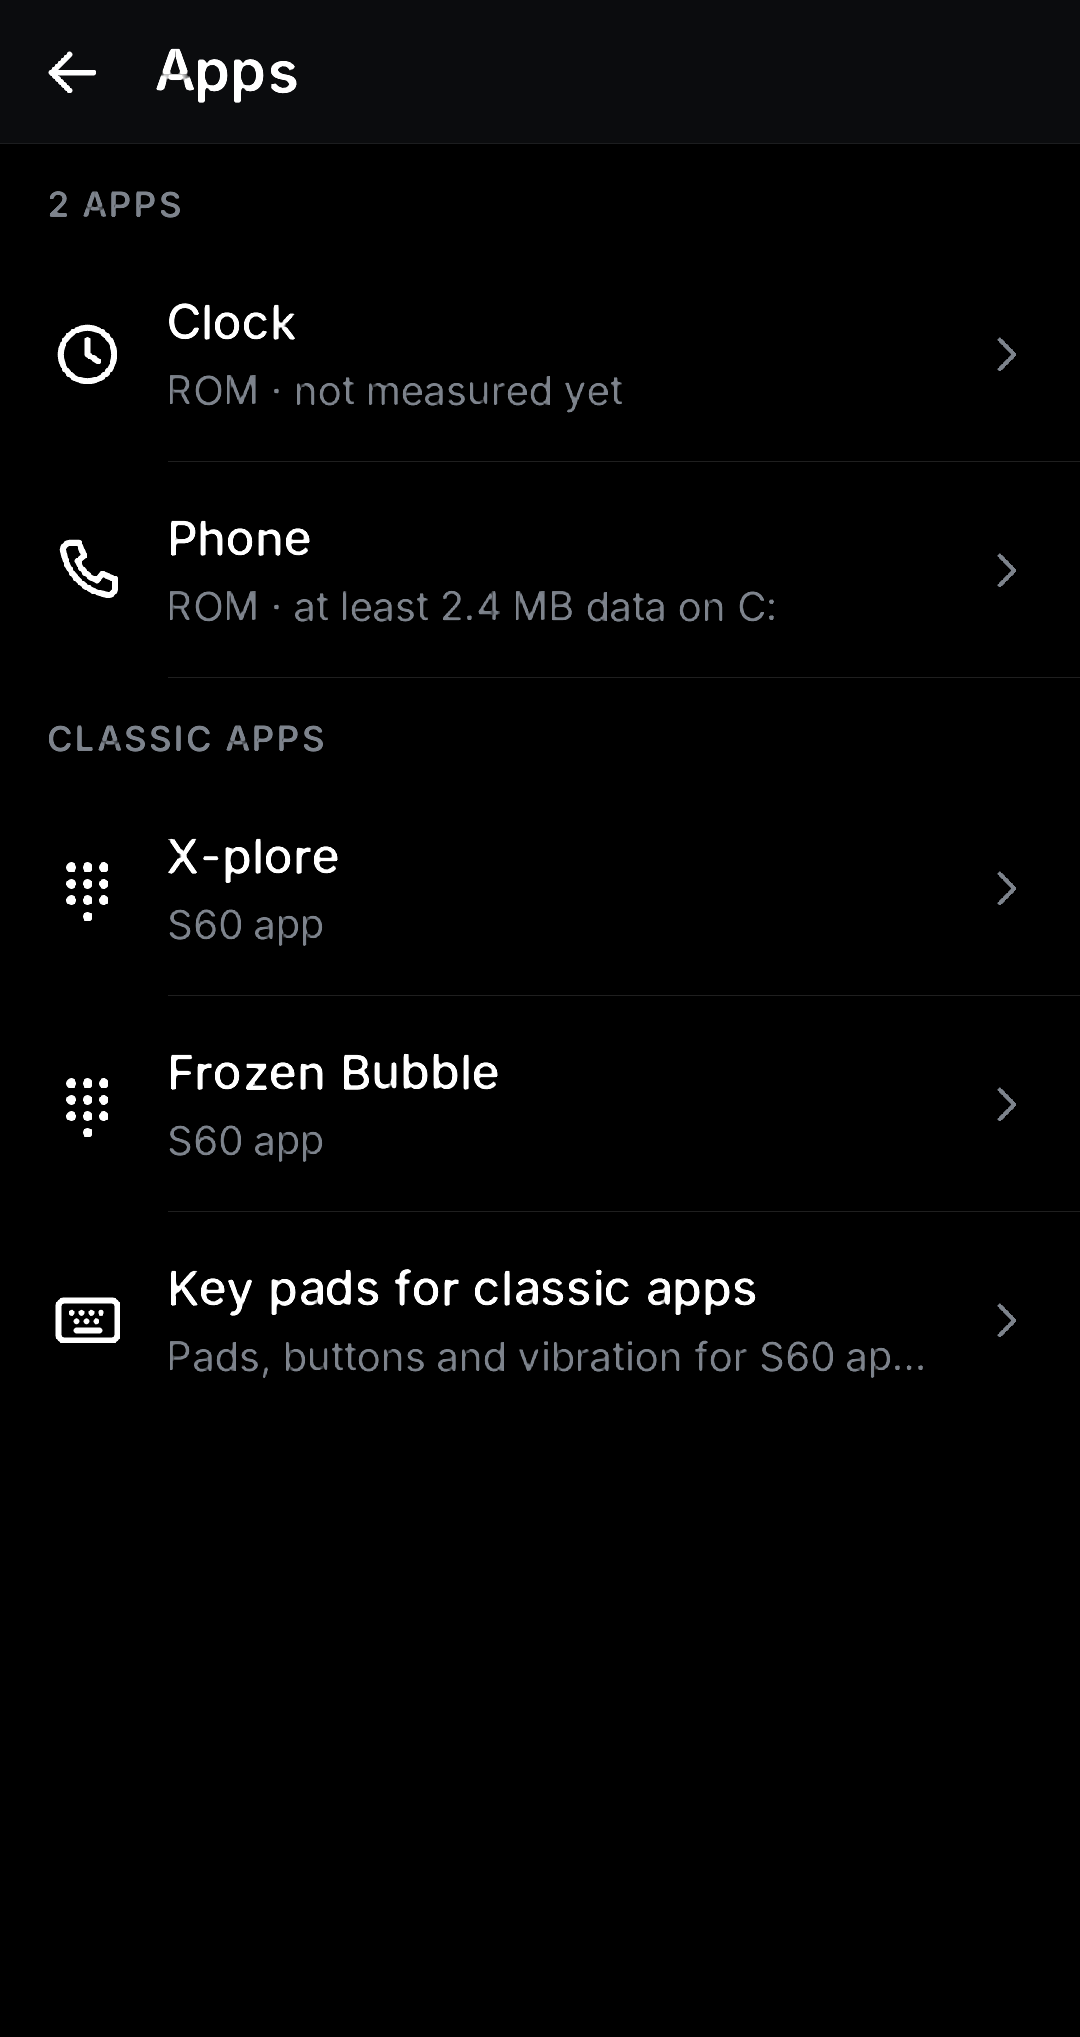 Apps
2 APPS
Clock
ROM · not measured yet
Phone
ROM · at least 2.4 MB data on C:
CLASSIC APPS
X-plore
S60 app
Frozen Bubble
S60 app
Key pads for classic apps
Pads, buttons and vibration for S60 ap...